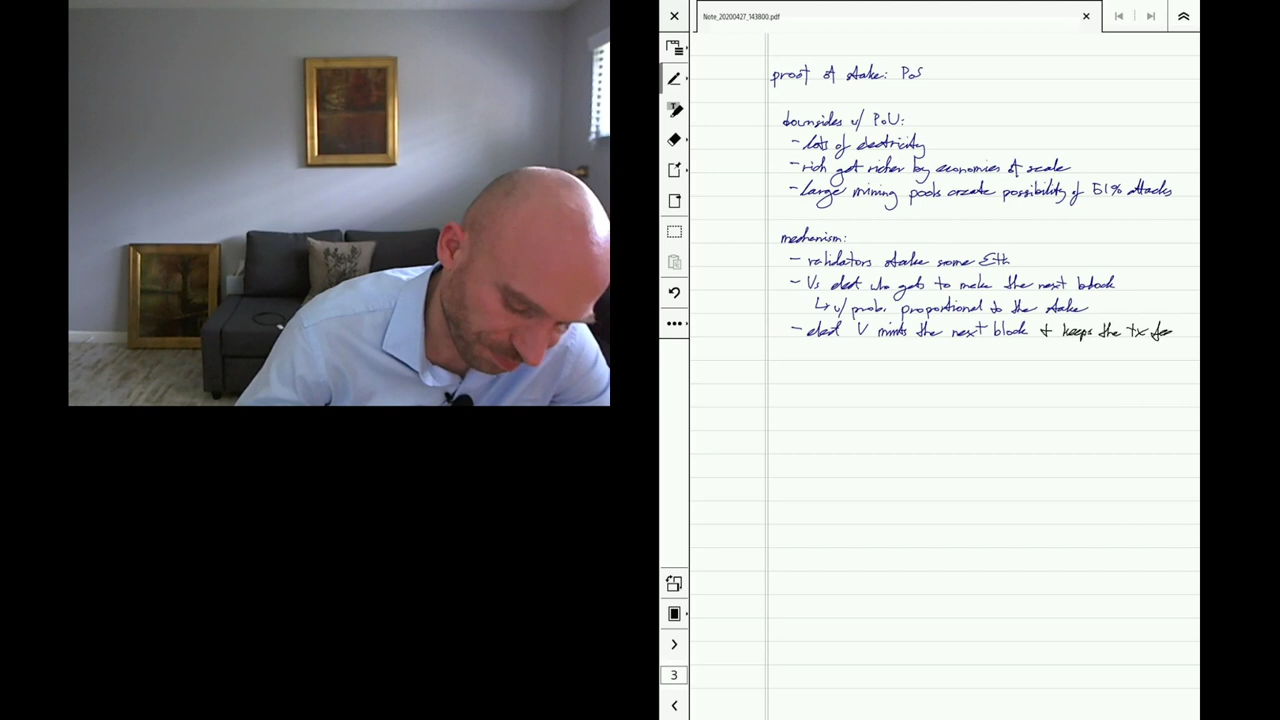 Note_20200427_143800.pdf
proof of stake: PoS
downsides w/ PoW:
- lots of electricity
- rich get richer by economies of scale
- large mining pools create possibility of 51% attacks
mechanism:
- validators stake some Eth
- Vs elect who gets to make the next block
↳ w/ prob. proportional to the stake
- elect V mints the next block + keeps the tx fee
3